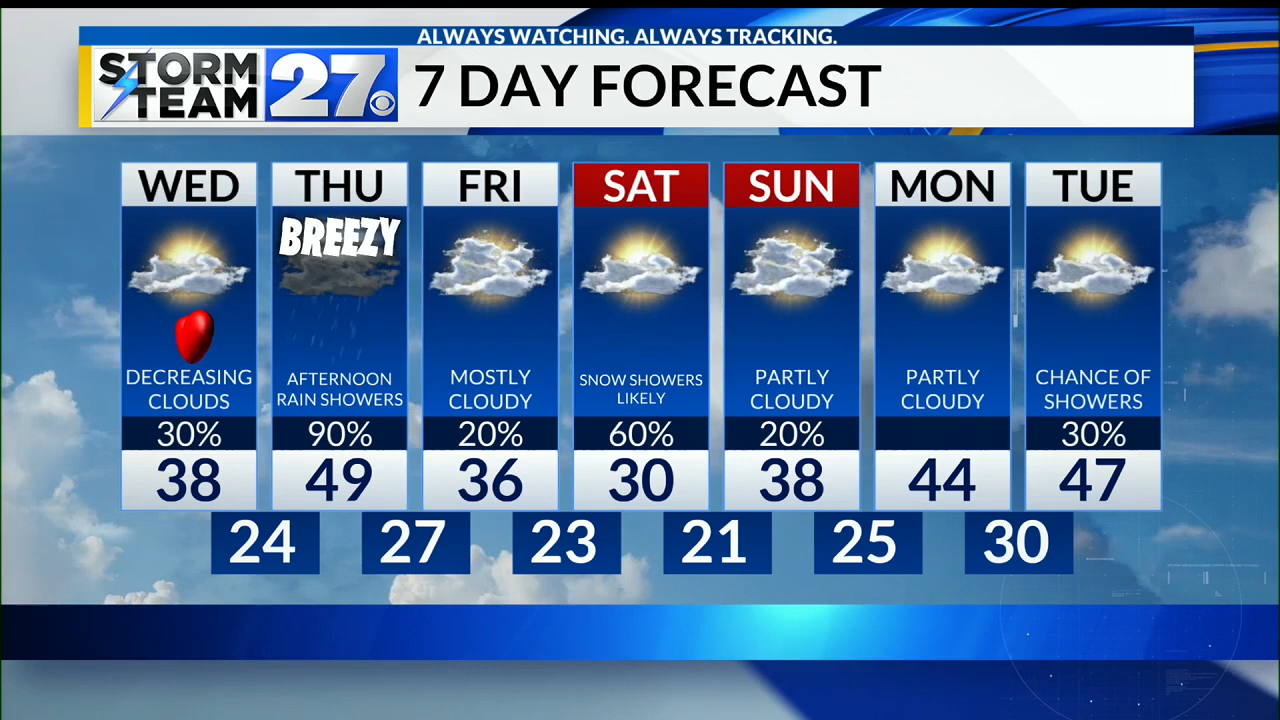 ALWAYS WATCHING. ALWAYS TRACKING.
STORM
TEAM
27
7 DAY FORECAST
WED THU FRI SAT SUN MON TUE
BREEZY
DECREASING
CLOUDS
AFTERNOON
RAIN SHOWERS
MOSTLY
CLOUDY
SNOW SHOWERS
LIKELY
PARTLY
CLOUDY
PARTLY
CLOUDY
CHANCE OF
SHOWERS
30% 90% 20% 60% 20% 30%
38 49 36 30 38 44 47
24 27 23 21 25 30